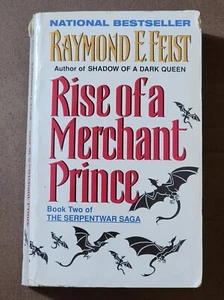 NATIONAL BESTSELLER
RAYMOND E. FEIST
Author of SHADOW OF A DARK QUEEN
Rise of a
Merchant
Prince
Book Two of
THE SERPENTWAR SAGA